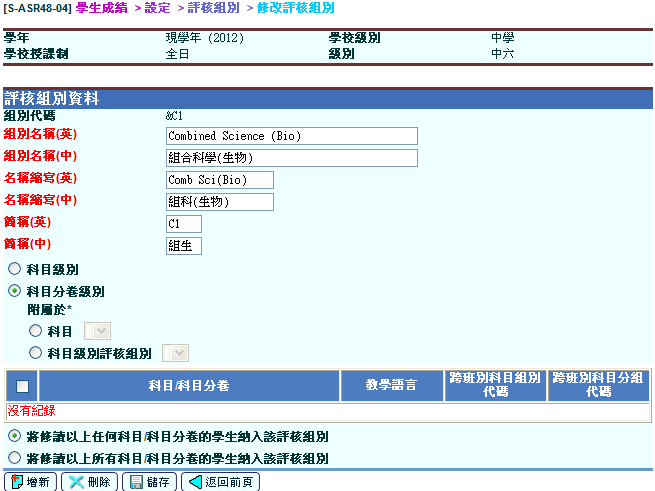 [S-ASR48-04] 學生成績 > 設定 > 評核組別 > 修改評核組別
學年 現學年 (2012) 學校級別 中學
學校授課制 全日 級別 中六
評核組別資料
組別代碼 &C1
組別名稱(英) Combined Science (Bio)
組別名稱(中) 組合科學(生物)
名稱縮寫(英) Comb Sci(Bio)
名稱縮寫(中) 組科(生物)
簡稱(英) C1
簡稱(中) 組生
科目級別
科目分卷級別
附屬於*
科目
科目級別評核組別
科目/科目分卷 教學語言 跨班別科目組別代碼 跨班別科目分組代碼
沒有紀錄
將修讀以上任何科目/科目分卷的學生納入該評核組別
將修讀以上所有科目/科目分卷的學生納入該評核組別
增新 刪除 儲存 返回前頁